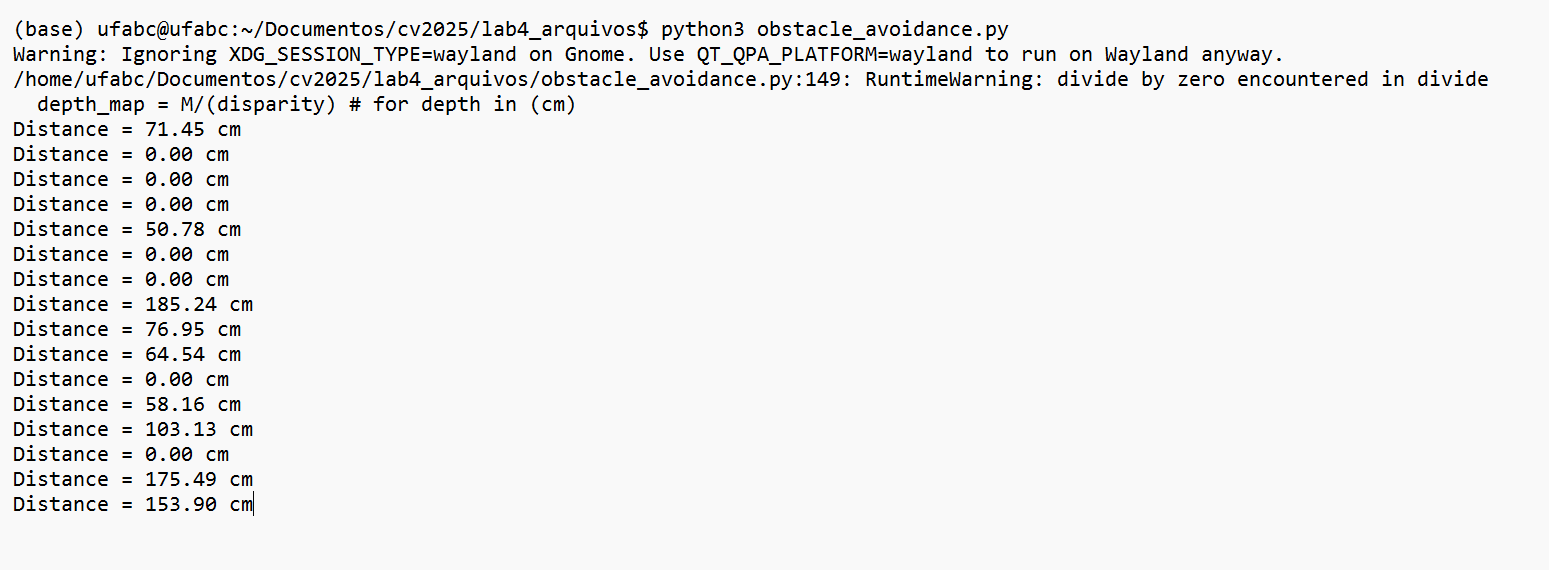 (base) ufabc@ufabc:~/Documentos/cv2025/lab4_arquivos$ python3 obstacle_avoidance.py
Warning: Ignoring XDG_SESSION_TYPE=wayland on Gnome. Use QT_QPA_PLATFORM=wayland to run on Wayland anyway.
/home/ufabc/Documentos/cv2025/lab4_arquivos/obstacle_avoidance.py:149: RuntimeWarning: divide by zero encountered in divide
  depth_map = M/(disparity) # for depth in (cm)
Distance = 71.45 cm
Distance = 0.00 cm
Distance = 0.00 cm
Distance = 0.00 cm
Distance = 50.78 cm
Distance = 0.00 cm
Distance = 0.00 cm
Distance = 185.24 cm
Distance = 76.95 cm
Distance = 64.54 cm
Distance = 0.00 cm
Distance = 58.16 cm
Distance = 103.13 cm
Distance = 0.00 cm
Distance = 175.49 cm
Distance = 153.90 cm